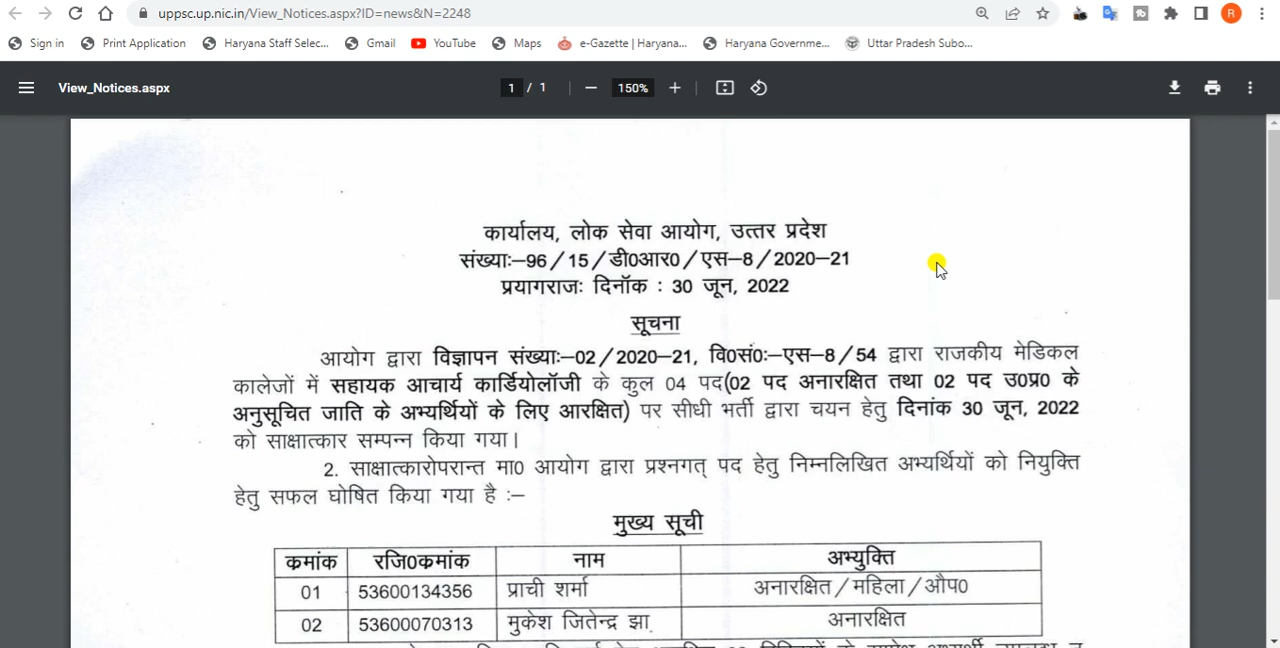 uppsc.up.nic.in/View_Notices.aspx?ID=news&N=2248
R
Sign in Print Application Haryana Staff Selec... Gmail YouTube Maps e-Gazette | Haryana... Haryana Governme... Uttar Pradesh Subo...
View_Notices.aspx 1 / 1 150%
कार्यालय, लोक सेवा आयोग, उत्तर प्रदेश
संख्याः–96/15/डी0आर0/एस–8/2020–21
प्रयागराजः दिनॉक : 30 जून, 2022
सूचना
आयोग द्वारा विज्ञापन संख्याः–02/2020–21, वि0सं0ः–एस–8/54 द्वारा राजकीय मेडिकल
कालेजों में सहायक आचार्य कार्डियोलॉजी के कुल 04 पद(02 पद अनारक्षित तथा 02 पद उ0प्र0 के
अनुसूचित जाति के अभ्यर्थियों के लिए आरक्षित) पर सीधी भर्ती द्वारा चयन हेतु दिनांक 30 जून, 2022
को साक्षात्कार सम्पन्न किया गया।
2. साक्षात्कारोपरान्त मा0 आयोग द्वारा प्रश्नगत् पद हेतु निम्नलिखित अभ्यर्थियों को नियुक्ति
हेतु सफल घोषित किया गया है :–
मुख्य सूची
क्रमांक रजि0क्रमांक नाम अभ्युक्ति
01 53600134356 प्राची शर्मा अनारक्षित/महिला/औप0
02 53600070313 मुकेश जितेन्द्र झा अनारक्षित